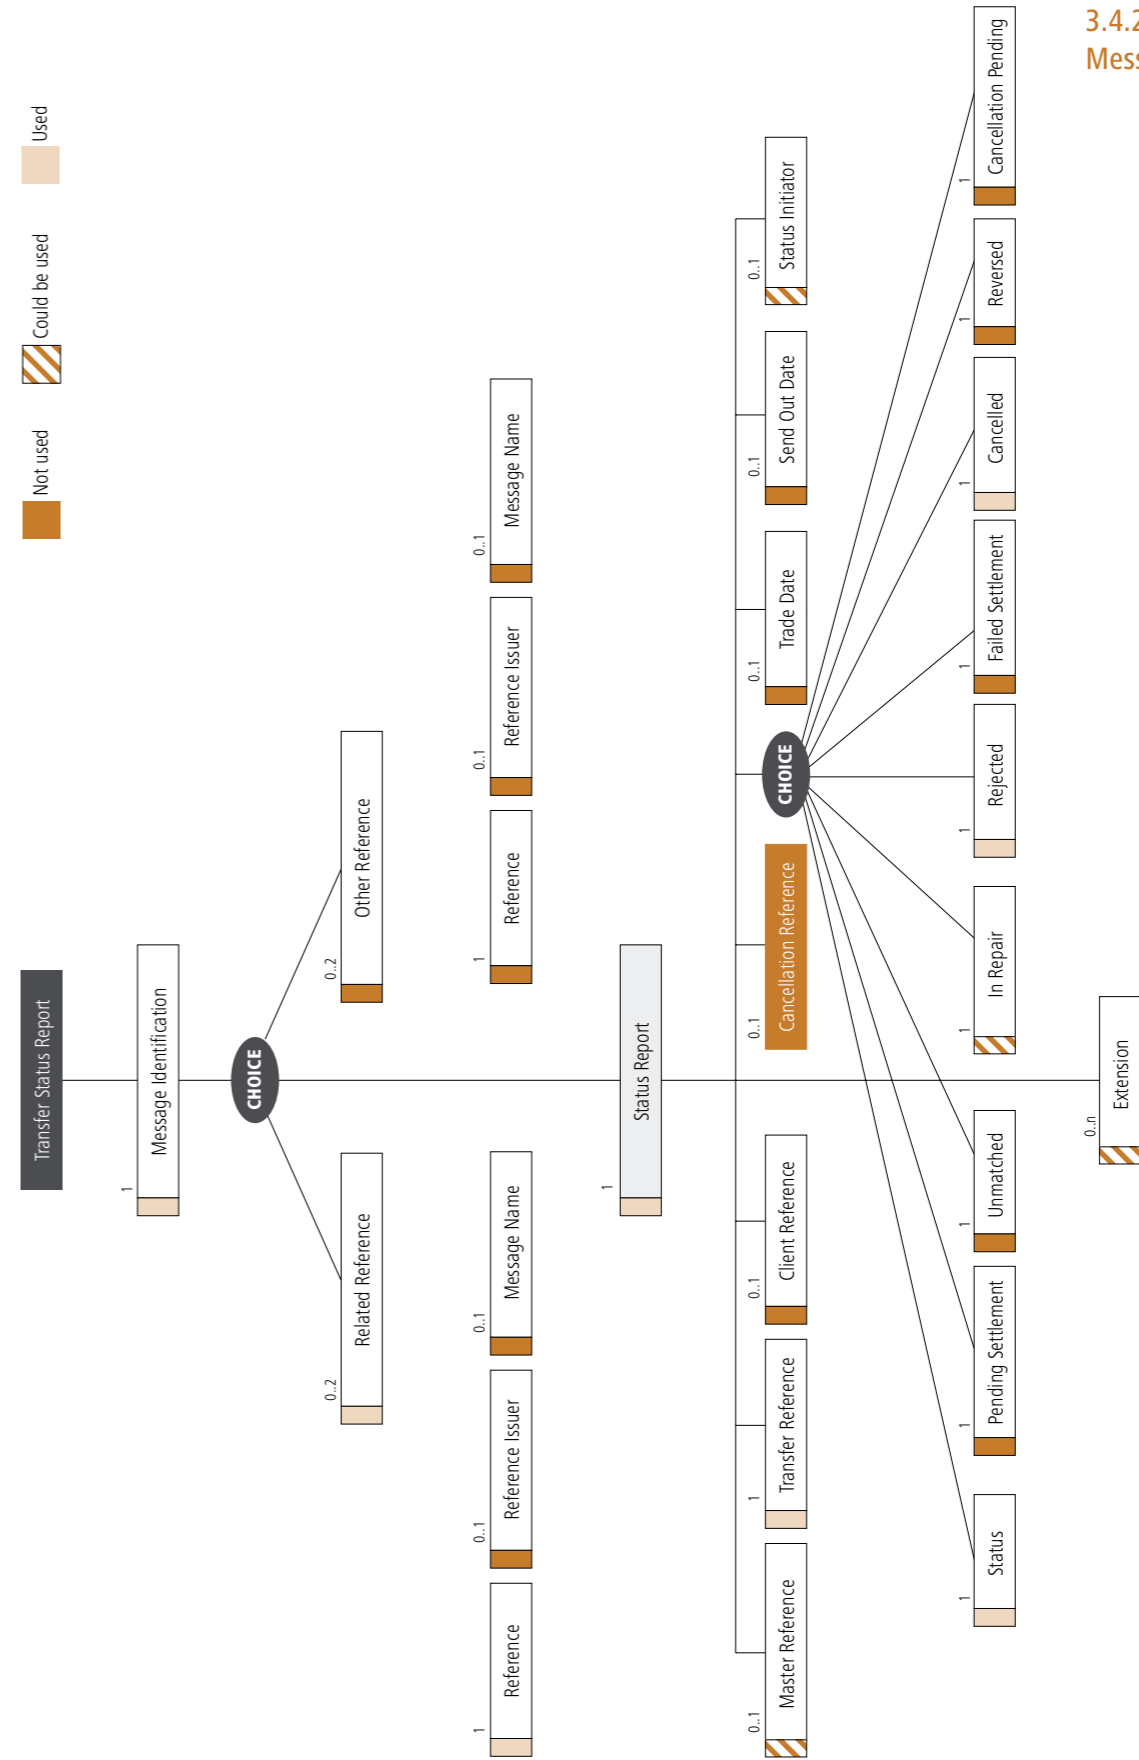 3.4.2
Mess
Not used
Could be used
Used
Transfer Status Report
1
Message Identification
CHOICE
0..2
Related Reference
0..2
Other Reference
1
Reference
0..1
Reference Issuer
0..1
Message Name
1
Reference
0..1
Reference Issuer
0..1
Message Name
1
Status Report
0..1
Master Reference
1
Transfer Reference
0..1
Client Reference
0..1
Cancellation Reference
CHOICE
0..1
Trade Date
0..1
Send Out Date
0..1
Status Initiator
1
Status
1
Pending Settlement
1
Unmatched
1
In Repair
1
Rejected
1
Failed Settlement
1
Cancelled
1
Reversed
1
Cancellation Pending
0..n
Extension